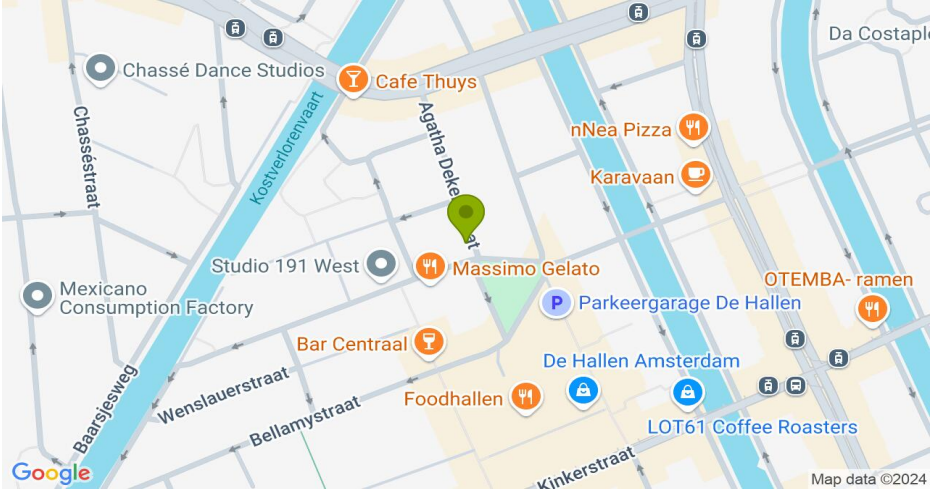 Da Costaple
Chassé Dance Studios
Cafe Thuys
Chasséstraat
Kostverlorenvaart
Agatha Deke
aat
nNea Pizza
Karavaan
Studio 191 West
Massimo Gelato
OTEMBA- ramen
Mexicano
Consumption Factory
P
Parkeergarage De Hallen
Bar Centraal
De Hallen Amsterdam
Baarsjesweg
Wenslauerstraat
Foodhallen
Bellamystraat
LOT61 Coffee Roasters
Kinkerstraat
Google
Map data ©2024